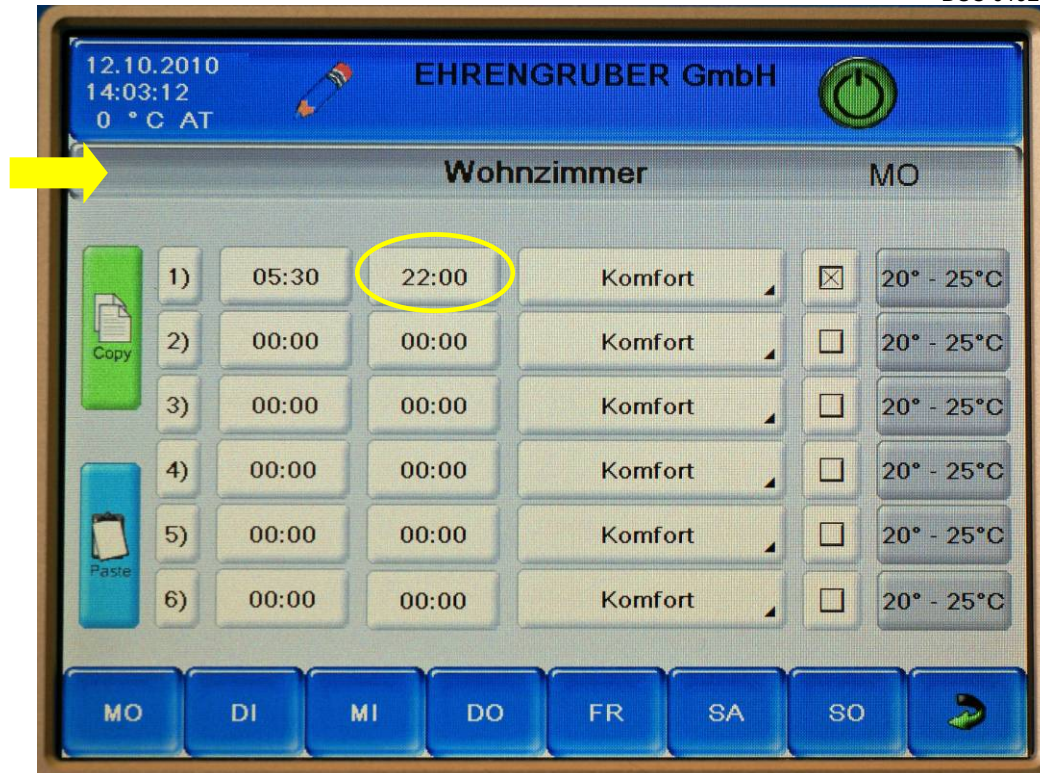 12.10.2010
14:03:12
0 °C AT
EHRENGRUBER GmbH
Wohnzimmer MO
Copy
1) 05:30 22:00 Komfort 20° - 25°C
2) 00:00 00:00 Komfort 20° - 25°C
3) 00:00 00:00 Komfort 20° - 25°C
4) 00:00 00:00 Komfort 20° - 25°C
Paste
5) 00:00 00:00 Komfort 20° - 25°C
6) 00:00 00:00 Komfort 20° - 25°C
MO DI MI DO FR SA SO